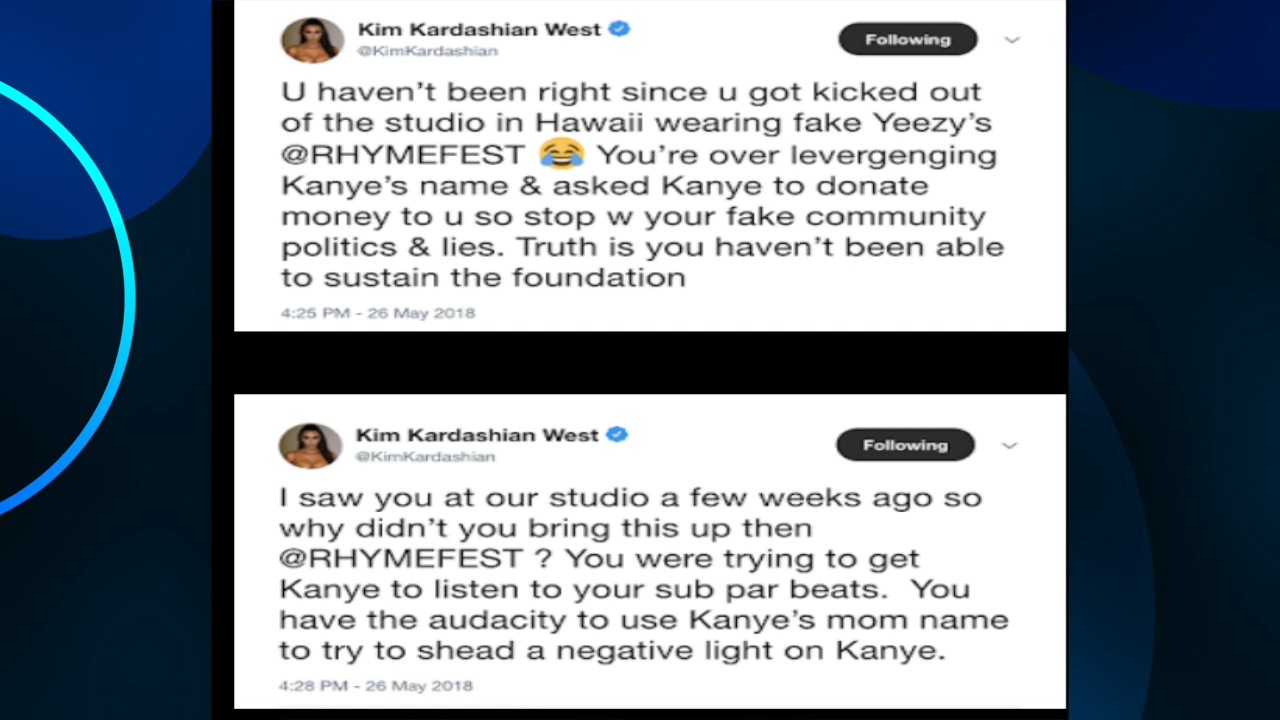 Kim Kardashian West
@KimKardashian
Following
U haven't been right since u got kicked out
of the studio in Hawaii wearing fake Yeezy's
@RHYMEFEST 😂 You're over levergenging
Kanye's name & asked Kanye to donate
money to u so stop w your fake community
politics & lies. Truth is you haven't been able
to sustain the foundation
4:25 PM - 26 May 2018
Kim Kardashian West
@KimKardashian
Following
I saw you at our studio a few weeks ago so
why didn't you bring this up then
@RHYMEFEST ? You were trying to get
Kanye to listen to your sub par beats.  You
have the audacity to use Kanye's mom name
to try to shead a negative light on Kanye.
4:28 PM - 26 May 2018